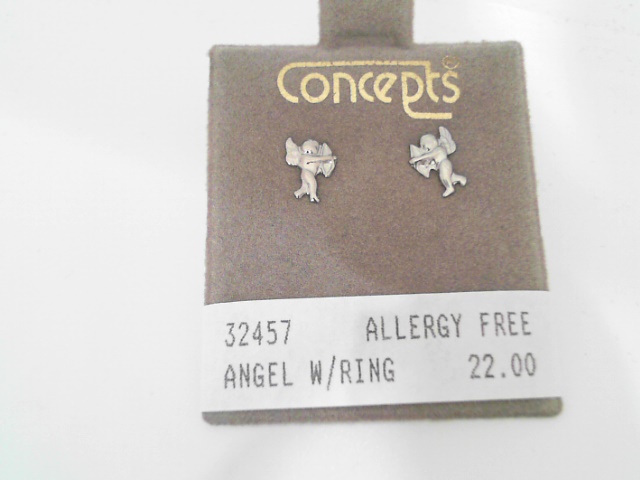 Concepts®
32457 ALLERGY FREE
ANGEL W/RING 22.00